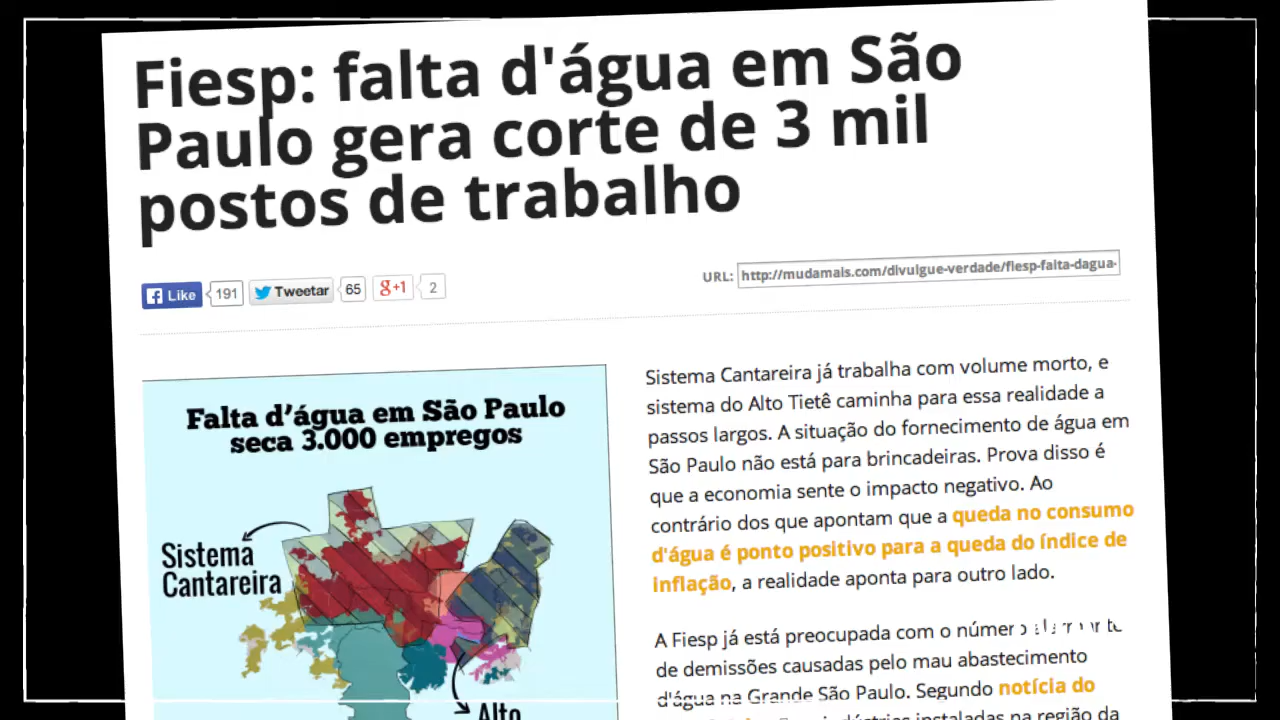 Fiesp: falta d'água em São
Paulo gera corte de 3 mil
postos de trabalho
Like 191 Tweetar 65 g+1 2
URL: http://mudamais.com/divulgue-verdade/fiesp-falta-dagua-
Falta d'água em São Paulo
seca 3.000 empregos
Sistema
Cantareira
Alto
Sistema Cantareira já trabalha com volume morto, e
sistema do Alto Tietê caminha para essa realidade a
passos largos. A situação do fornecimento de água em
São Paulo não está para brincadeiras. Prova disso é
que a economia sente o impacto negativo. Ao
contrário dos que apontam que a queda no consumo
d'água é ponto positivo para a queda do índice de
inflação, a realidade aponta para outro lado.
A Fiesp já está preocupada com o número
de demissões causadas pelo mau abastecimento
d'água na Grande São Paulo. Segundo notícia do
indústrias instaladas na região da